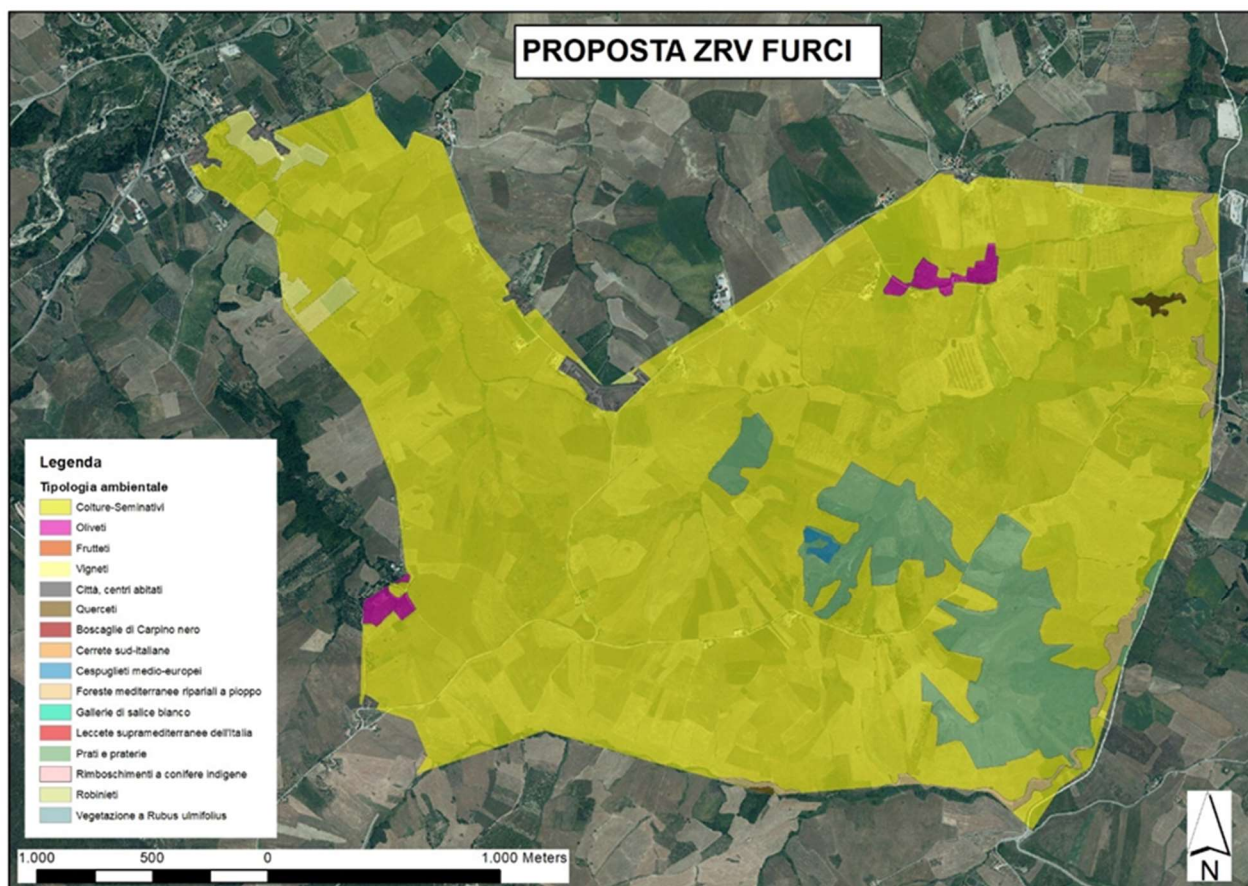 PROPOSTA ZRV FURCI
Legenda
Tipologia ambientale
Colture-Seminativi
Oliveti
Frutteti
Vigneti
Città, centri abitati
Querceti
Boscaglie di Carpino nero
Cerrete sud-italiane
Cespuglieti medio-europei
Foreste mediterranee ripariali a pioppo
Gallerie di salice bianco
Leccete supramediterranee dell'Italia
Prati e praterie
Rimboschimenti a conifere indigene
Robinieti
Vegetazione a Rubus ulmifolius
1.000 500 0 1.000 Meters
N